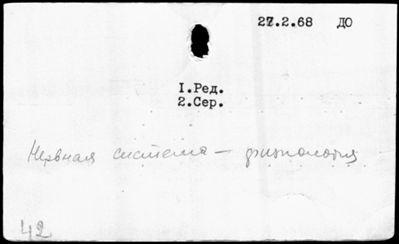 27.2.68 ДО
I.Ред.
2.Сер.
Нервная система — физиология
42